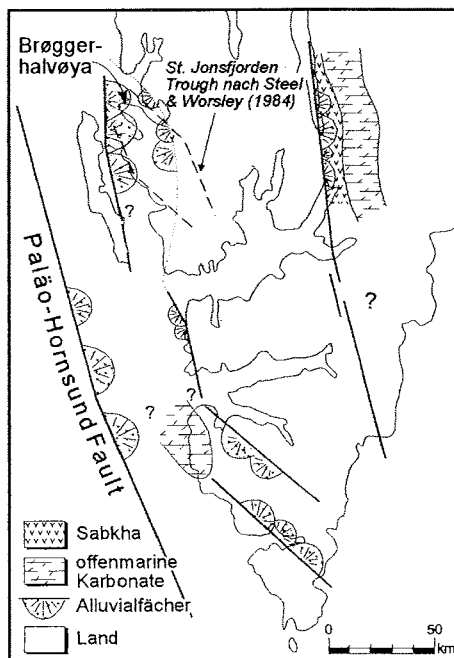 Brøgger-
halvøya
St. Jonsfjorden
Trough nach Steel
& Worsley (1984)
?
?
?
?
Paläo-Hornsund Fault
Sabkha
offenmarine
Karbonate
Alluvialfächer
Land
0 50
km